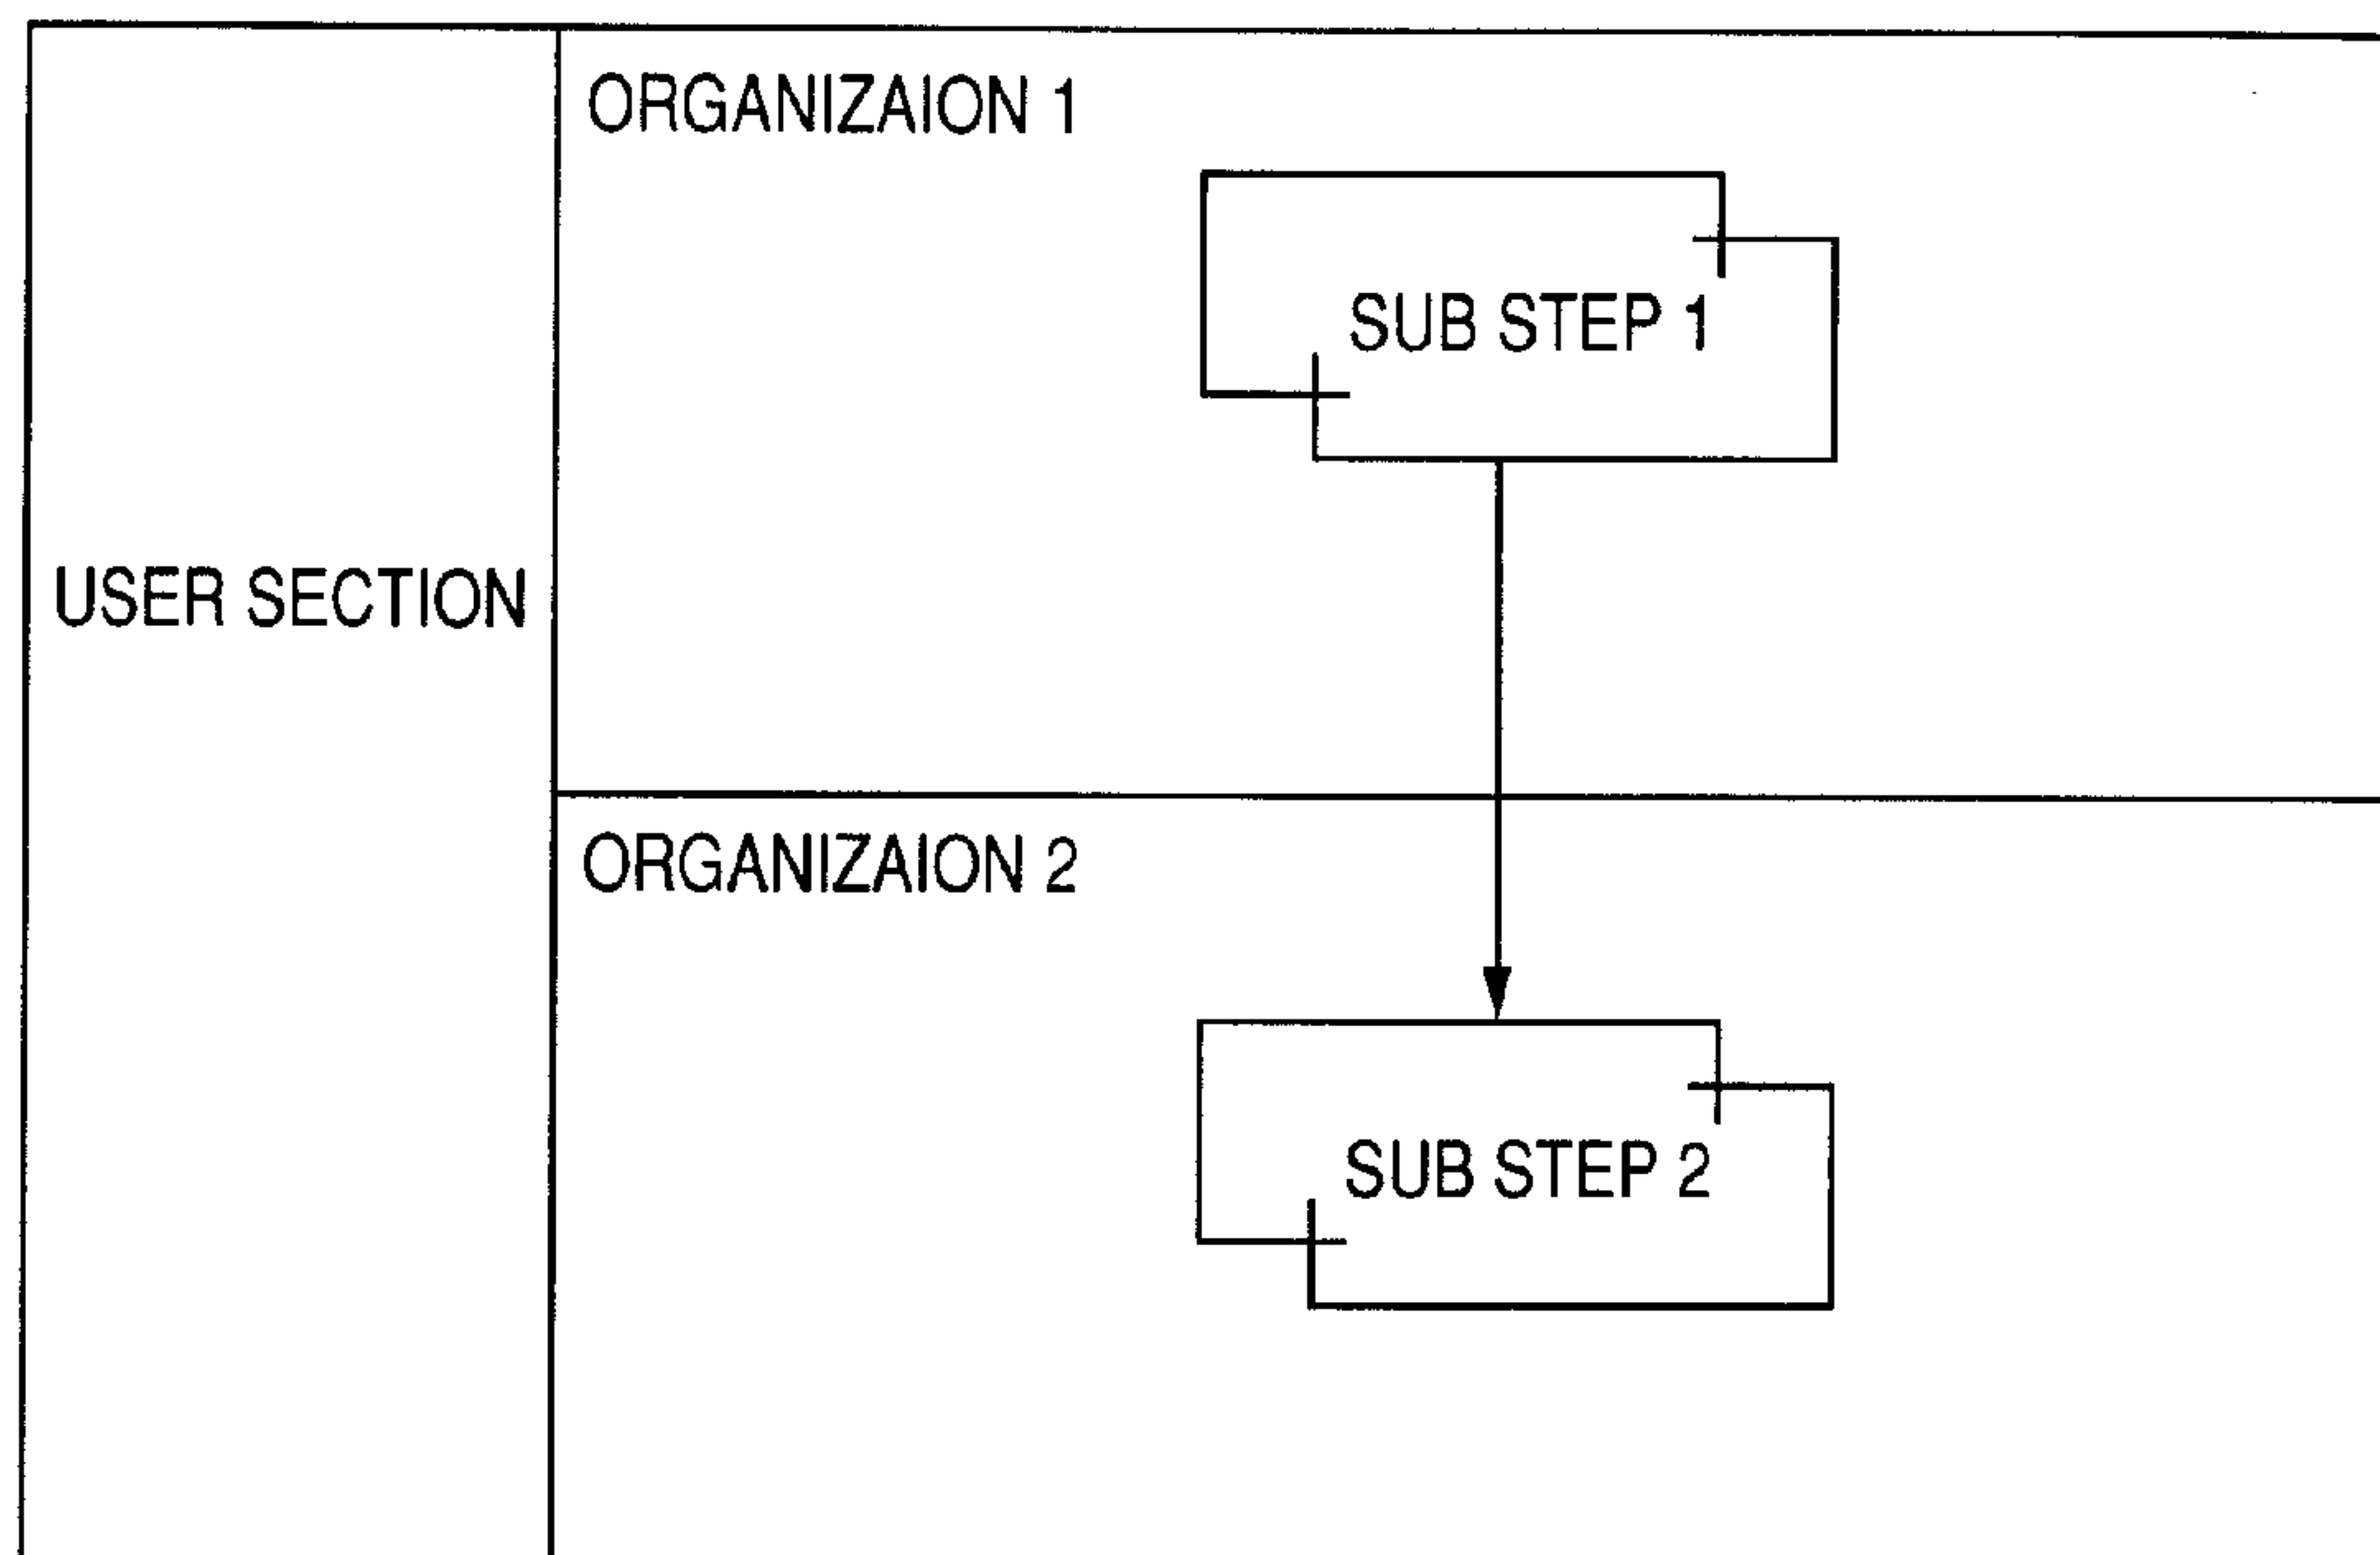 ORGANIZAION 1
SUB STEP 1
USER SECTION
ORGANIZAION 2
SUB STEP 2